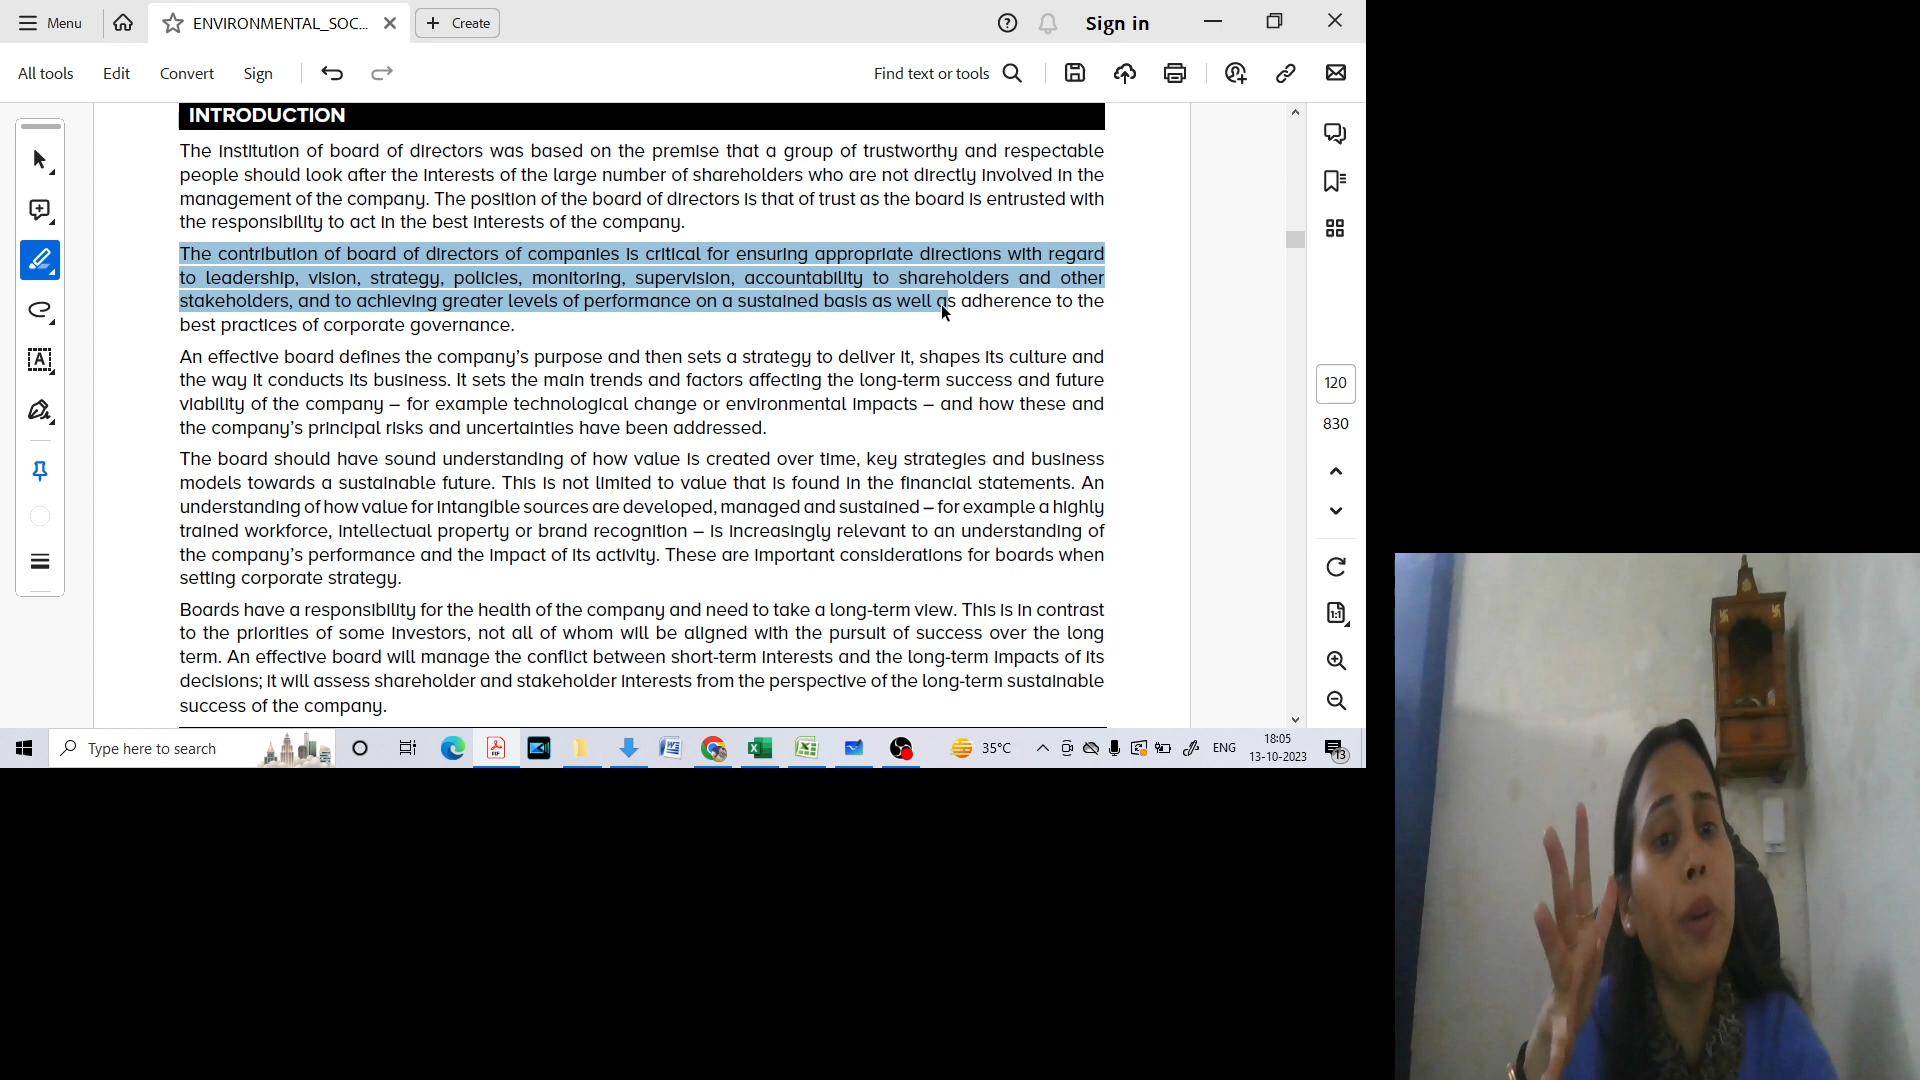 Menu
ENVIRONMENTAL_SOC...
Create
Sign in
All tools
Edit
Convert
Sign
Find text or tools
INTRODUCTION
The institution of board of directors was based on the premise that a group of trustworthy and respectable
people should look after the interests of the large number of shareholders who are not directly involved in the
management of the company. The position of the board of directors is that of trust as the board is entrusted with
the responsibility to act in the best interests of the company.
The contribution of board of directors of companies is critical for ensuring appropriate directions with regard
to leadership, vision, strategy, policies, monitoring, supervision, accountability to shareholders and other
stakeholders, and to achieving greater levels of performance on a sustained basis as well as adherence to the
best practices of corporate governance.
An effective board defines the company's purpose and then sets a strategy to deliver it, shapes its culture and
the way it conducts its business. It sets the main trends and factors affecting the long-term success and future
viability of the company – for example technological change or environmental impacts – and how these and
the company's principal risks and uncertainties have been addressed.
The board should have sound understanding of how value is created over time, key strategies and business
models towards a sustainable future. This is not limited to value that is found in the financial statements. An
understanding of how value for intangible sources are developed, managed and sustained – for example a highly
trained workforce, intellectual property or brand recognition – is increasingly relevant to an understanding of
the company's performance and the impact of its activity. These are important considerations for boards when
setting corporate strategy.
Boards have a responsibility for the health of the company and need to take a long-term view. This is in contrast
to the priorities of some investors, not all of whom will be aligned with the pursuit of success over the long
term. An effective board will manage the conflict between short-term interests and the long-term impacts of its
decisions; it will assess shareholder and stakeholder interests from the perspective of the long-term sustainable
success of the company.
120
830
Type here to search
35°C
ENG
18:05
13-10-2023
13